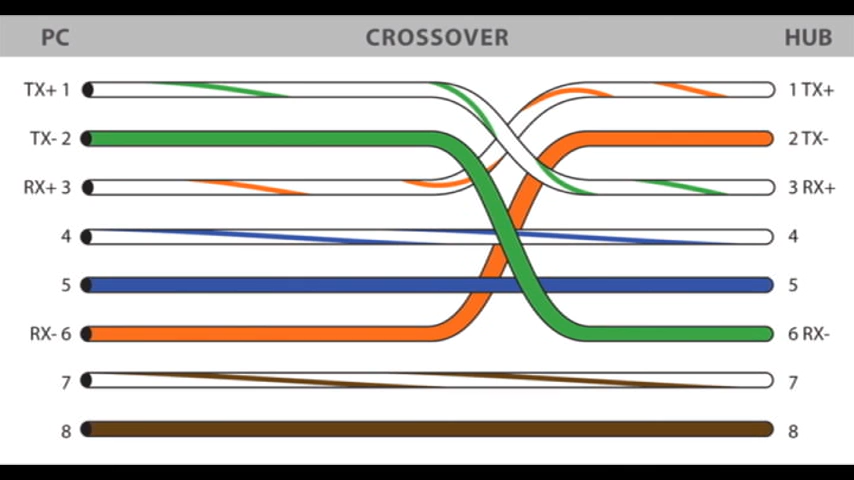 PC CROSSOVER HUB
TX+ 1 1 TX+
TX- 2 2 TX-
RX+ 3 3 RX+
4 4
5 5
RX- 6 6 RX-
7 7
8 8